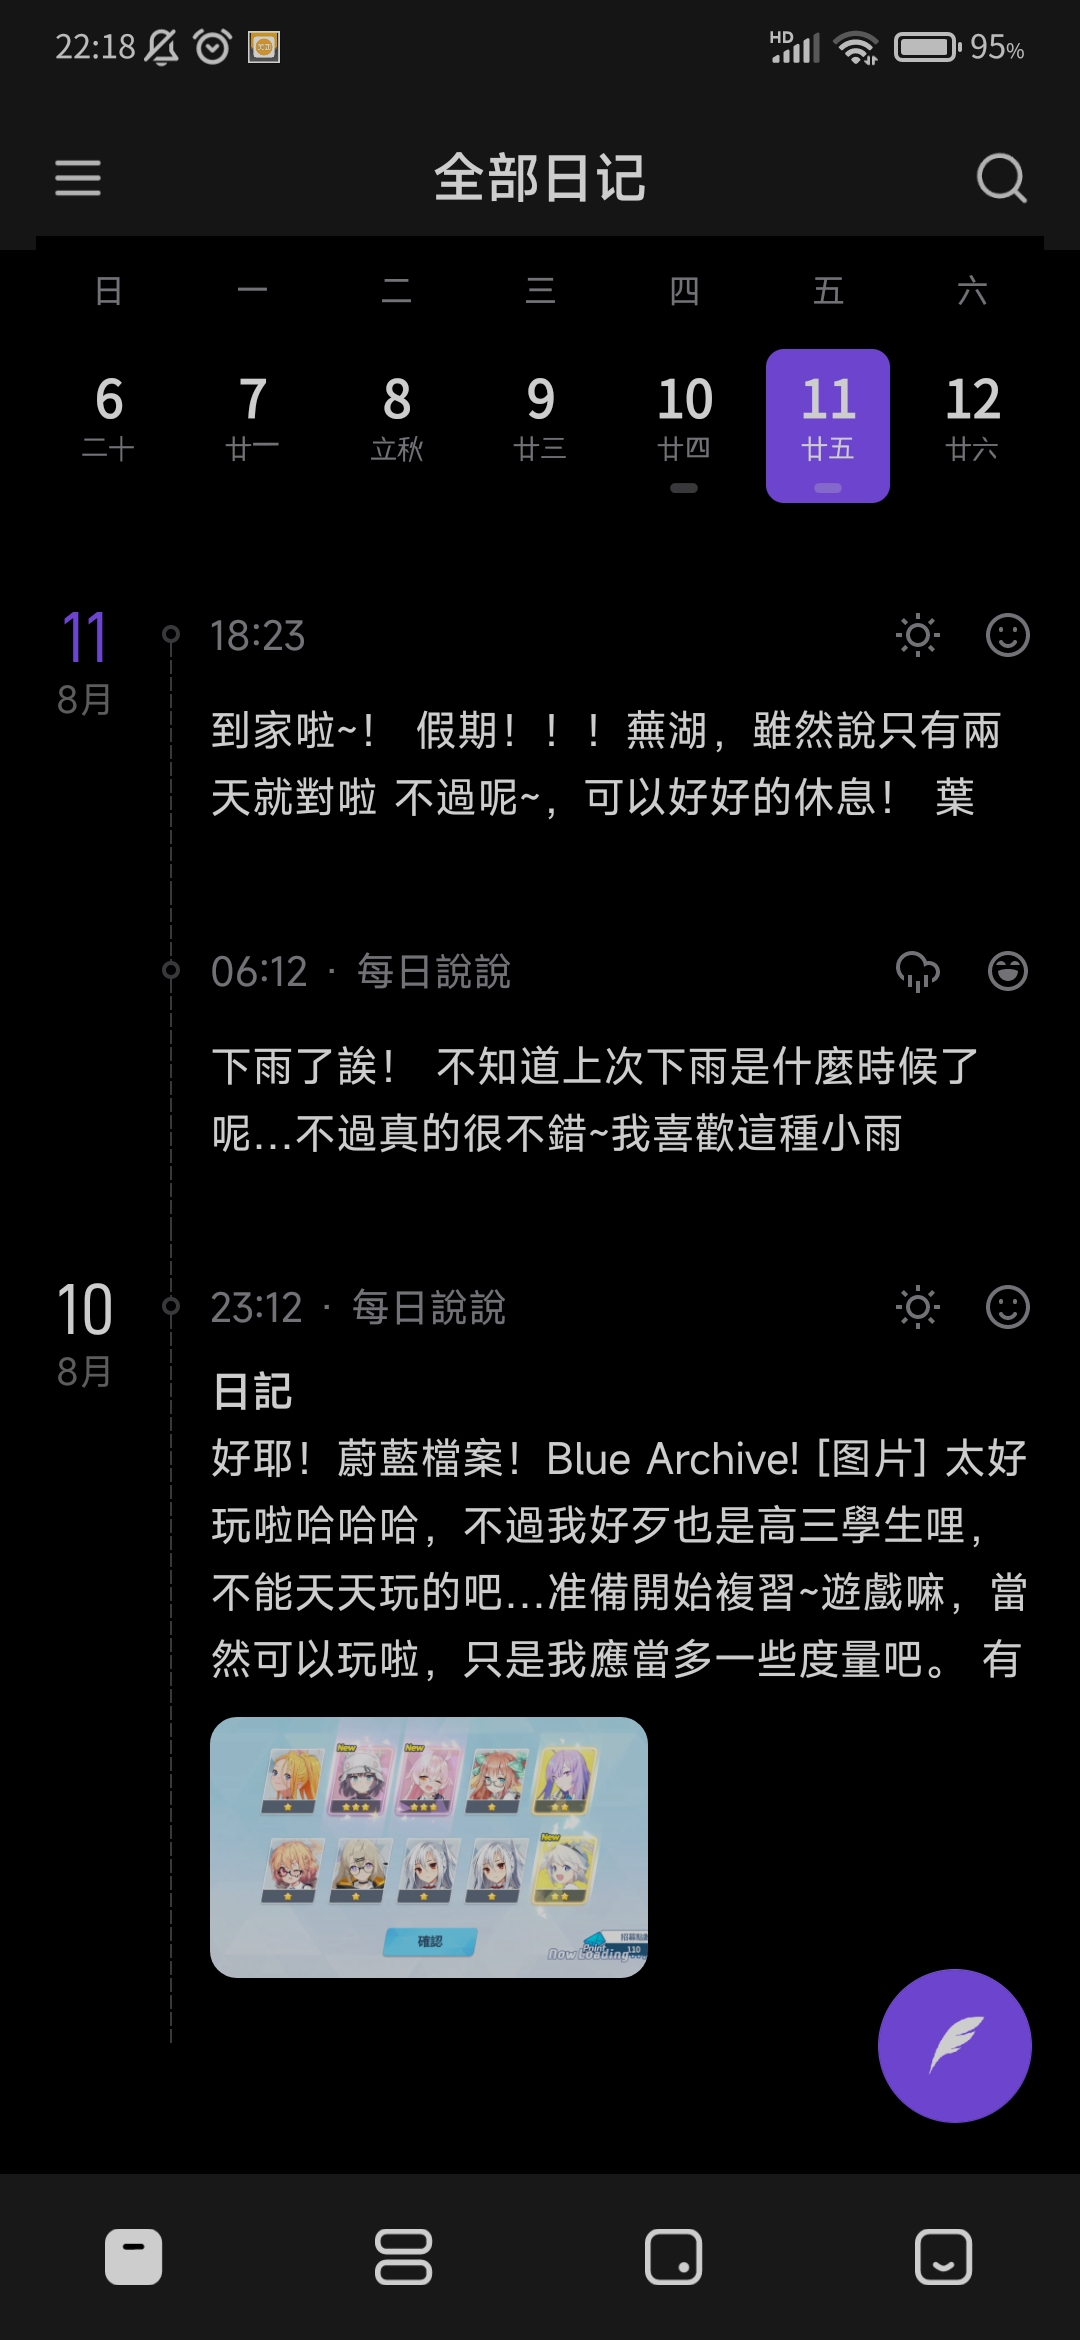 22:18 HD 95%
全部日记
日 一 二 三 四 五 六
6 7 8 9 10 11 12
二十 廿一 立秋 廿三 廿四 廿五 廿六
11 18:23
8月
到家啦~！ 假期！！！蕪湖，雖然說只有兩
天就對啦 不過呢~，可以好好的休息！ 葉
06:12 · 每日說說
下雨了誒！ 不知道上次下雨是什麼時候了
呢…不過真的很不錯~我喜歡這種小雨
10 23:12 · 每日說說
8月
日記
好耶！蔚藍檔案！Blue Archive! [图片] 太好
玩啦哈哈哈，不過我好歹也是高三學生哩，
不能天天玩的吧…准備開始複習~遊戲嘛，當
然可以玩啦，只是我應當多一些度量吧。 有
New New
New
確認
Point 110
Now Loading